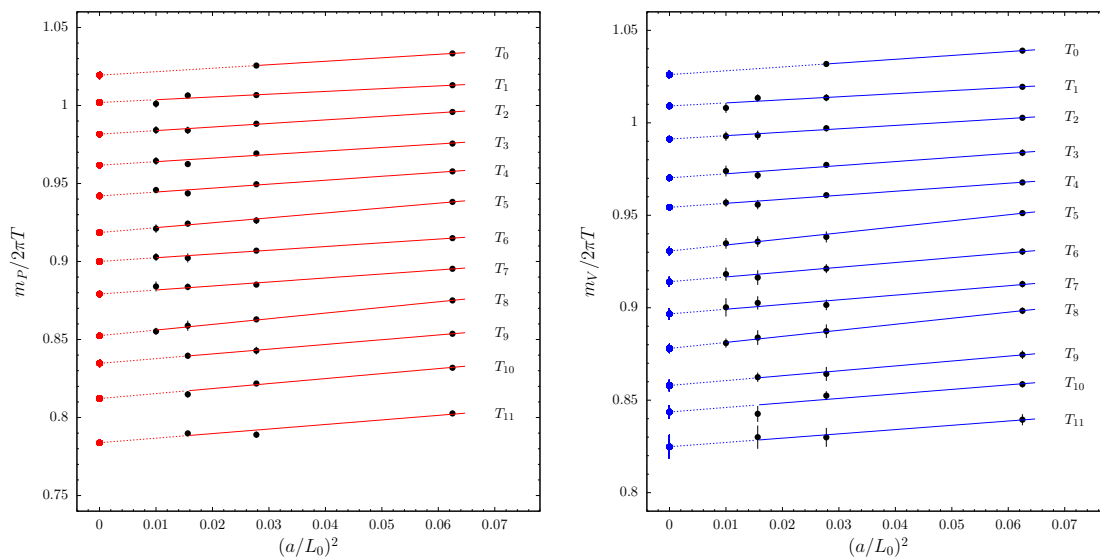 1.05
1
0.95
0.9
0.85
0.8
0.75
m_P/2πT
0
0.01
0.02
0.03
0.04
0.05
0.06
0.07
(a/L_0)^2
T_0
T_1
T_2
T_3
T_4
T_5
T_6
T_7
T_8
T_9
T_10
T_11
1.05
1
0.95
0.9
0.85
0.8
m_V/2πT
0
0.01
0.02
0.03
0.04
0.05
0.06
0.07
(a/L_0)^2
T_0
T_1
T_2
T_3
T_4
T_5
T_6
T_7
T_8
T_9
T_10
T_11